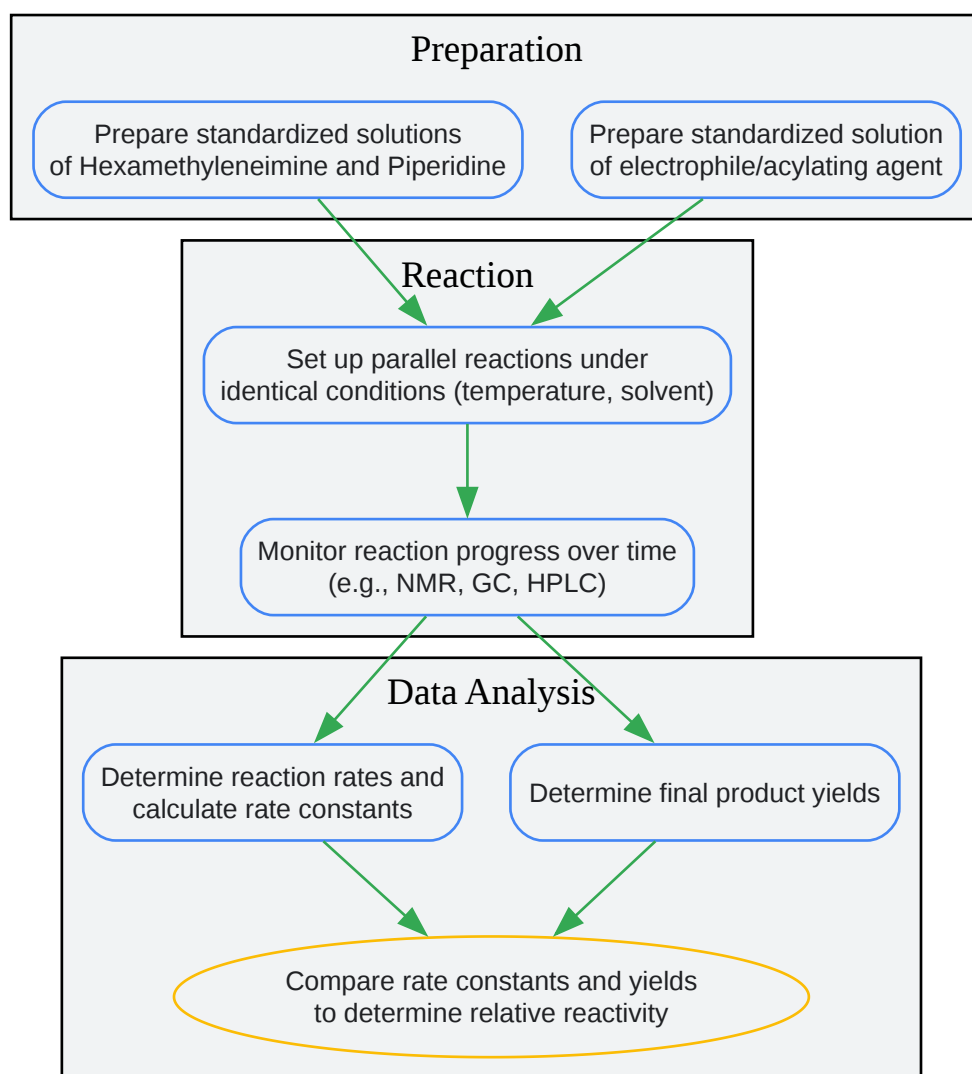 Preparation
Prepare standardized solutions
of Hexamethyleneimine and Piperidine
Prepare standardized solution
of electrophile/acylating agent
Reaction
Set up parallel reactions under
identical conditions (temperature, solvent)
Monitor reaction progress over time
(e.g., NMR, GC, HPLC)
Data Analysis
Determine reaction rates and
calculate rate constants
Determine final product yields
Compare rate constants and yields
to determine relative reactivity